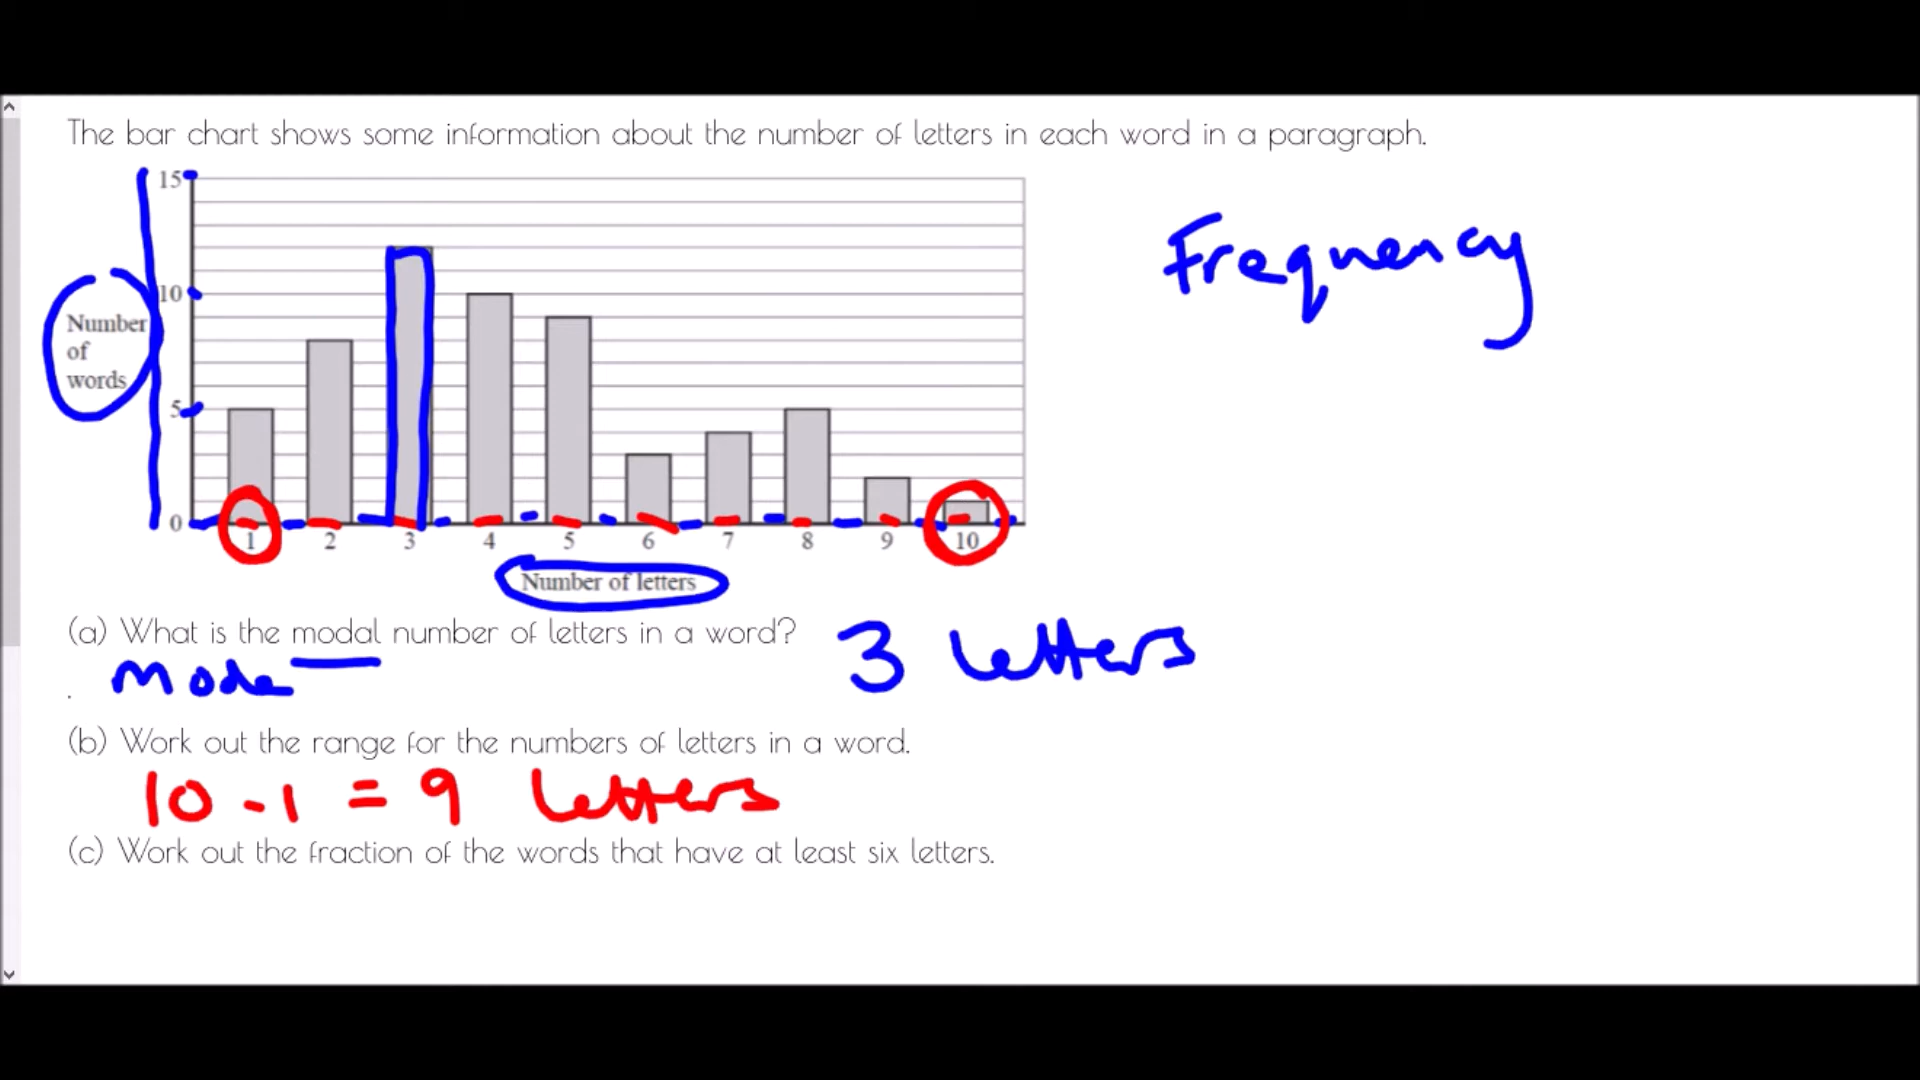 The bar chart shows some information about the number of letters in each word in a paragraph.
15
10
5
0
Number
of
words
Frequency
1 2 3 4 5 6 7 8 9 10
Number of letters
(a) What is the modal number of letters in a word?
3 letters
mode
.
(b) Work out the range for the numbers of letters in a word.
10 - 1 = 9 letters
(c) Work out the fraction of the words that have at least six letters.